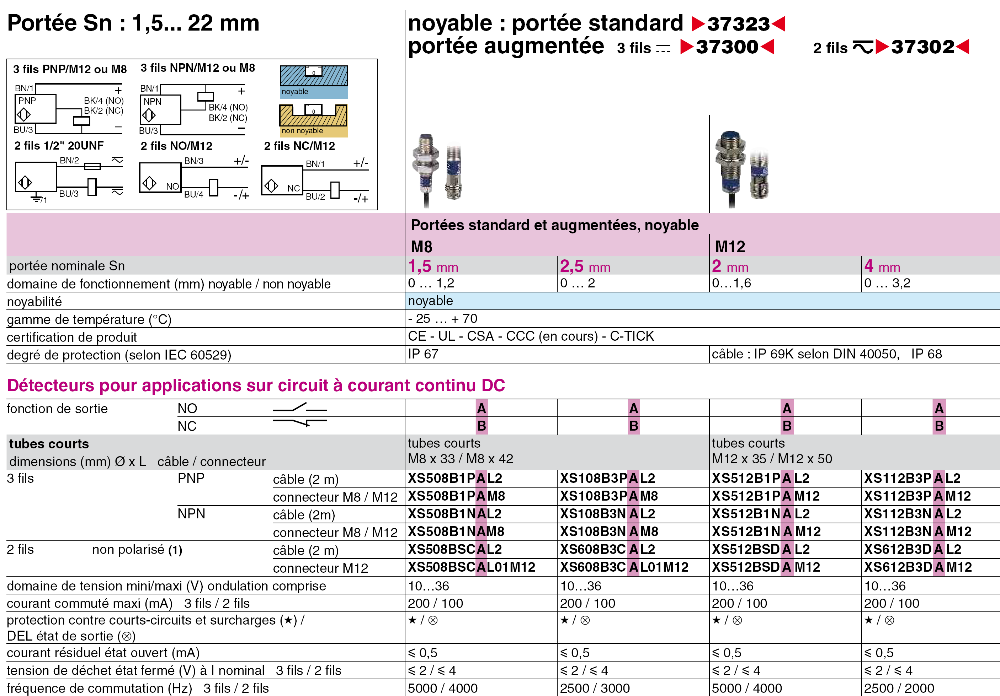 Portée Sn : 1,5... 22 mm
noyable : portée standard ▶37323◀
portée augmentée 3 fils ⎓ ▶37300◀ 2 fils ▶37302◀
3 fils PNP/M12 ou M8
BN/1
+
PNP
BK/4 (NO)
BK/2 (NC)
BU/3
–
3 fils NPN/M12 ou M8
BN/1
+
NPN
BK/4 (NO)
BK/2 (NC)
BU/3
–
noyable
non noyable
2 fils 1/2" 20UNF
BN/2
BU/3
/1
2 fils NO/M12
BN/3
+/-
NO
BU/4
-/+
2 fils NC/M12
BN/1
+/-
NC
BU/2
-/+
Portées standard et augmentées, noyable
M8 M12
portée nominale Sn 1,5 mm 2,5 mm 2 mm 4 mm
domaine de fonctionnement (mm) noyable / non noyable 0 … 1,2 0 … 2 0…1,6 0 … 3,2
noyabilité noyable
gamme de température (°C) - 25 … + 70
certification de produit CE - UL - CSA - CCC (en cours) - C-TICK
degré de protection (selon IEC 60529) IP 67 câble : IP 69K selon DIN 40050, IP 68
Détecteurs pour applications sur circuit à courant continu DC
fonction de sortie NO A A A A
NC B B B B
tubes courts tubes courts tubes courts
dimensions (mm) Ø x L câble / connecteur M8 x 33 / M8 x 42 M12 x 35 / M12 x 50
3 fils PNP câble (2 m) XS508B1PAL2 XS108B3PAL2 XS512B1PAL2 XS112B3PAL2
connecteur M8 / M12 XS508B1PAM8 XS108B3PAM8 XS512B1PAM12 XS112B3PAM12
NPN câble (2m) XS508B1NAL2 XS108B3NAL2 XS512B1NAL2 XS112B3NAL2
connecteur M8 / M12 XS508B1NAM8 XS108B3NAM8 XS512B1NAM12 XS112B3NAM12
2 fils non polarisé (1) câble (2 m) XS508BSCAL2 XS608B3CAL2 XS512BSDAL2 XS612B3DAL2
connecteur M12 XS508BSCAL01M12 XS608B3CAL01M12 XS512BSDAM12 XS612B3DAM12
domaine de tension mini/maxi (V) ondulation comprise 10…36 10…36 10…36 10…36
courant commuté maxi (mA) 3 fils / 2 fils 200 / 100 200 / 100 200 / 100 200 / 100
protection contre courts-circuits et surcharges (★) / ★ / ⊗ ★ / ⊗ ★ / ⊗ ★ / ⊗
DEL état de sortie (⊗)
courant résiduel état ouvert (mA) ⩽ 0,5 ⩽ 0,5 ⩽ 0,5 ⩽ 0,5
tension de déchet état fermé (V) à I nominal 3 fils / 2 fils ⩽ 2 / ⩽ 4 ⩽ 2 / ⩽ 4 ⩽ 2 / ⩽ 4 ⩽ 2 / ⩽ 4
fréquence de commutation (Hz) 3 fils / 2 fils 5000 / 4000 2500 / 3000 5000 / 4000 2500 / 2000